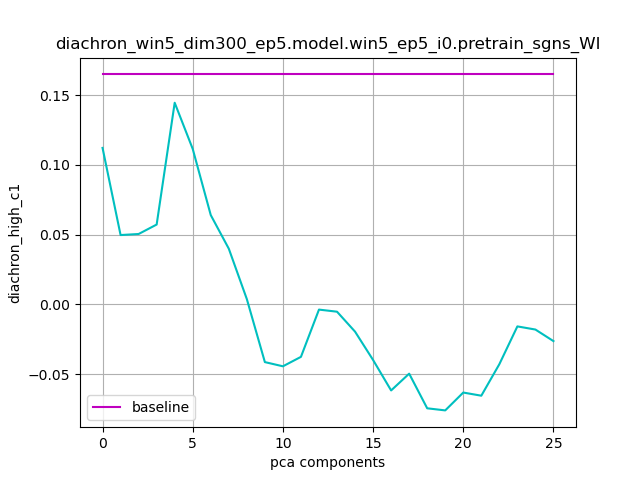 diachron_win5_dim300_ep5.model.win5_ep5_i0.pretrain_sgns_WI
diachron_high_c1
0.15
0.10
0.05
0.00
−0.05
baseline
0
5
10
15
20
25
pca components